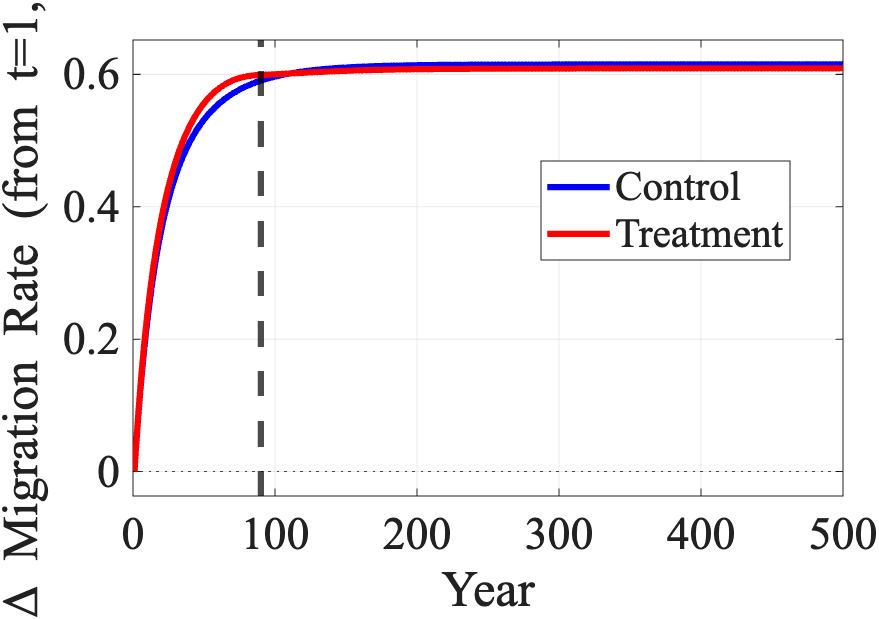 Δ Migration Rate (from t=1,
0.6
0.4
0.2
0
0 100 200 300 400 500
Year
Control
Treatment